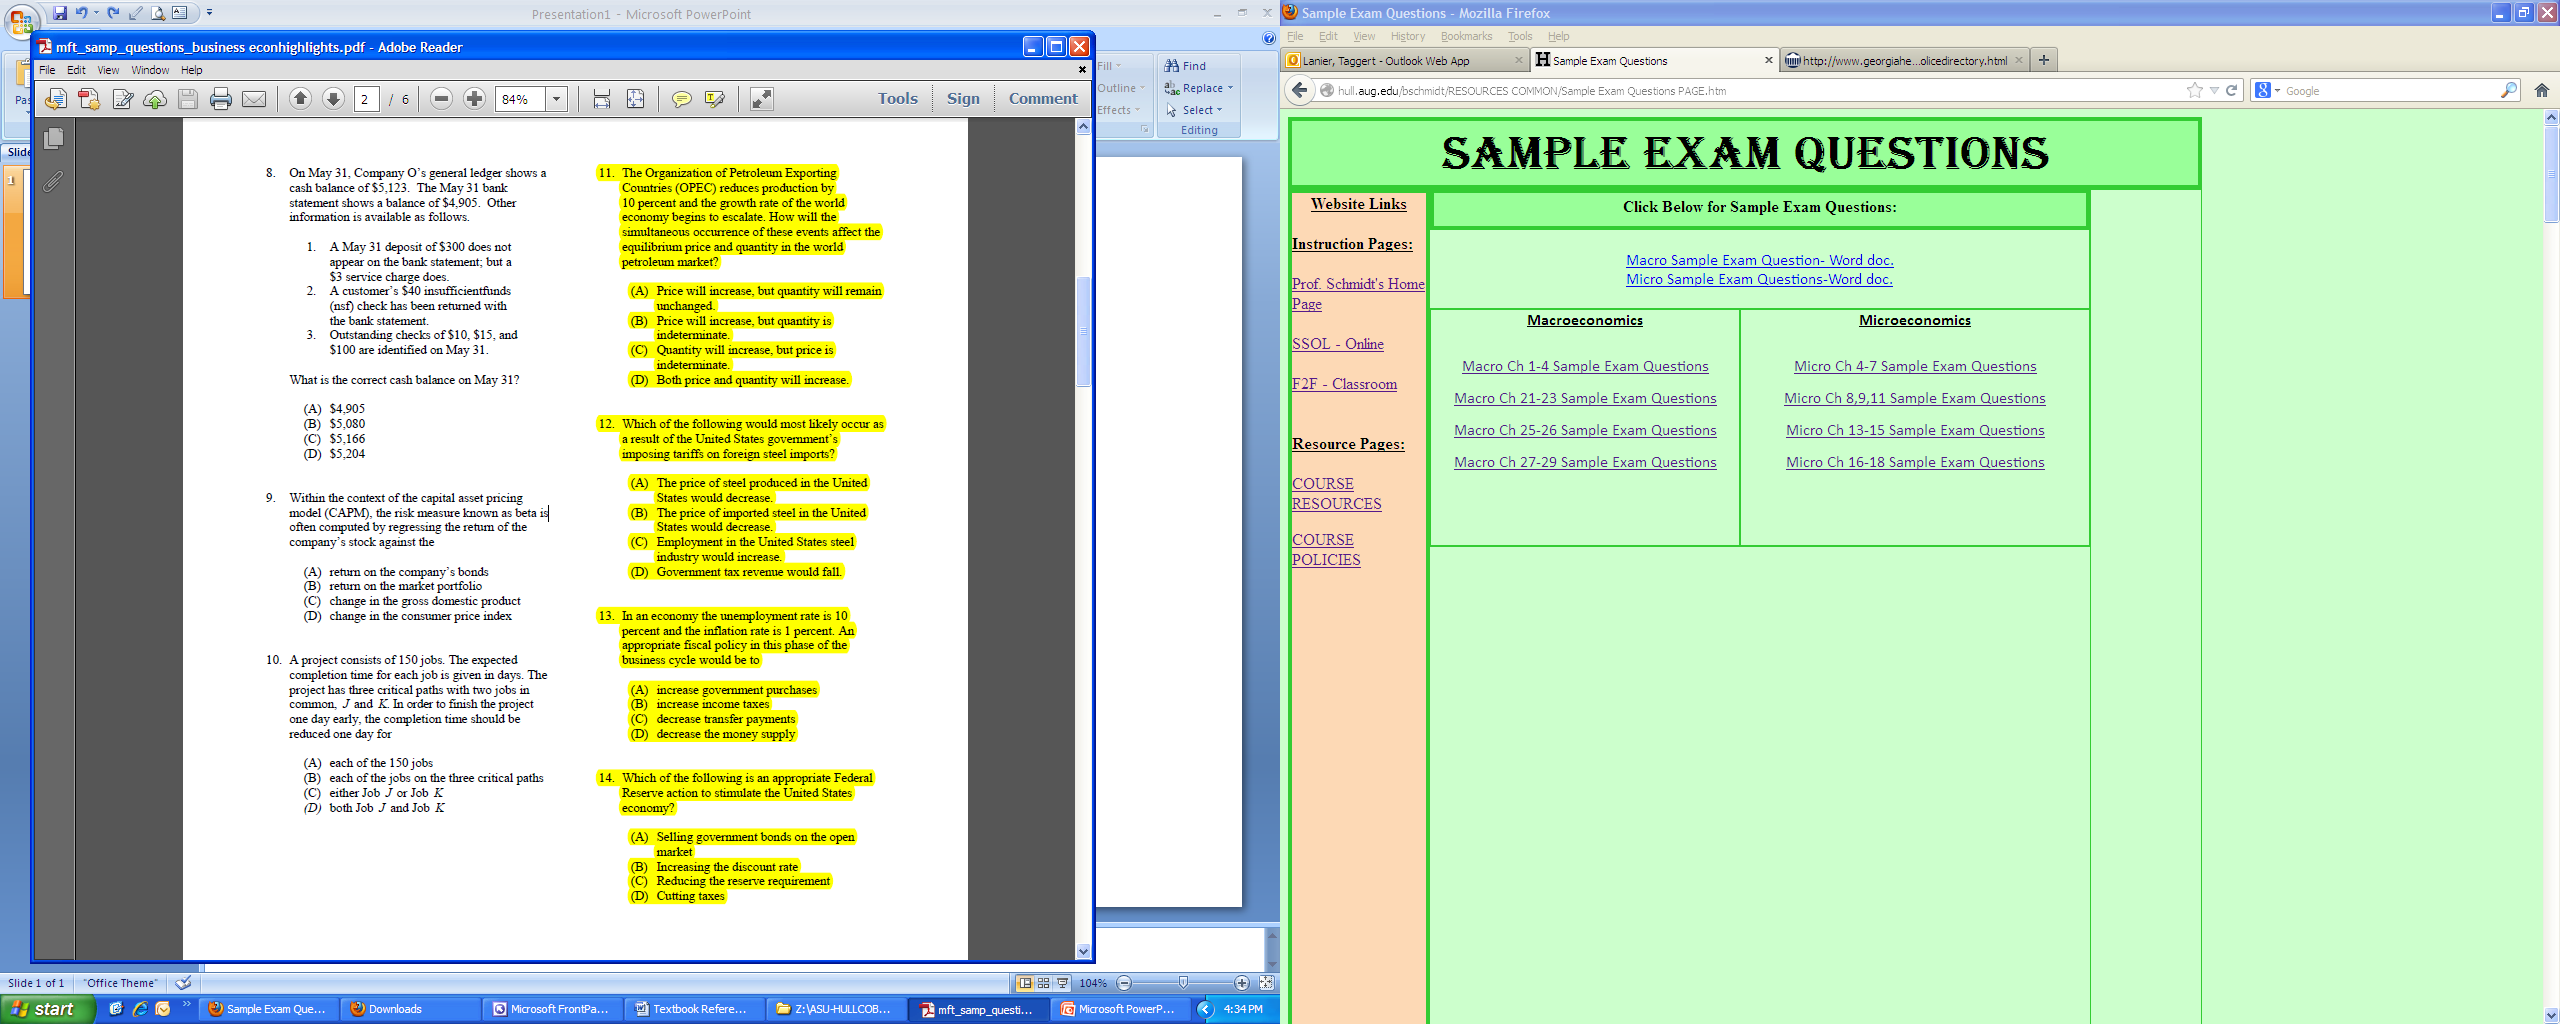 Presentation1 - Microsoft PowerPoint
mft_samp_questions_business econhighlights.pdf - Adobe Reader
File Edit View Window Help
2 / 6
84%
Tools Sign Comment
8. On May 31, Company O's general ledger shows a
cash balance of $5,123. The May 31 bank
statement shows a balance of $4,905. Other
information is available as follows.
1. A May 31 deposit of $300 does not
appear on the bank statement; but a
$3 service charge does.
2. A customer's $40 insufficientfunds
(nsf) check has been returned with
the bank statement.
3. Outstanding checks of $10, $15, and
$100 are identified on May 31.
What is the correct cash balance on May 31?
(A) $4,905
(B) $5,080
(C) $5,166
(D) $5,204
9. Within the context of the capital asset pricing
model (CAPM), the risk measure known as beta is
often computed by regressing the return of the
company's stock against the
(A) return on the company's bonds
(B) return on the market portfolio
(C) change in the gross domestic product
(D) change in the consumer price index
10. A project consists of 150 jobs. The expected
completion time for each job is given in days. The
project has three critical paths with two jobs in
common, J and K. In order to finish the project
one day early, the completion time should be
reduced one day for
(A) each of the 150 jobs
(B) each of the jobs on the three critical paths
(C) either Job J or Job K
(D) both Job J and Job K
11. The Organization of Petroleum Exporting
Countries (OPEC) reduces production by
10 percent and the growth rate of the world
economy begins to escalate. How will the
simultaneous occurrence of these events affect the
equilibrium price and quantity in the world
petroleum market?
(A) Price will increase, but quantity will remain
unchanged.
(B) Price will increase, but quantity is
indeterminate.
(C) Quantity will increase, but price is
indeterminate.
(D) Both price and quantity will increase.
12. Which of the following would most likely occur as
a result of the United States government's
imposing tariffs on foreign steel imports?
(A) The price of steel produced in the United
States would decrease.
(B) The price of imported steel in the United
States would decrease.
(C) Employment in the United States steel
industry would increase.
(D) Government tax revenue would fall.
13. In an economy the unemployment rate is 10
percent and the inflation rate is 1 percent. An
appropriate fiscal policy in this phase of the
business cycle would be to
(A) increase government purchases
(B) increase income taxes
(C) decrease transfer payments
(D) decrease the money supply
14. Which of the following is an appropriate Federal
Reserve action to stimulate the United States
economy?
(A) Selling government bonds on the open
market
(B) Increasing the discount rate
(C) Reducing the reserve requirement
(D) Cutting taxes
Fill
Outline
Effects
Find
Replace
Select
Editing
Pas
Slide
1
Slide 1 of 1 "Office Theme" 104%
start Sample Exam Que... Downloads Microsoft FrontPa... Textbook Refere... Z:\ASU-HULLCOB... mft_samp_questi... Microsoft PowerP... 4:34 PM
Sample Exam Questions - Mozilla Firefox
File Edit View History Bookmarks Tools Help
Lanier, Taggert - Outlook Web App
Sample Exam Questions
http://www.georgiahe...olicedirectory.html
hull.aug.edu/bschmidt/RESOURCES COMMON/Sample Exam Questions PAGE.htm
Google
SAMPLE EXAM QUESTIONS
Website Links
Instruction Pages:
Prof. Schmidt's Home
Page
SSOL - Online
F2F - Classroom
Resource Pages:
COURSE
RESOURCES
COURSE
POLICIES
Click Below for Sample Exam Questions:
Macro Sample Exam Question- Word doc.
Micro Sample Exam Questions-Word doc.
Macroeconomics
Macro Ch 1-4 Sample Exam Questions
Macro Ch 21-23 Sample Exam Questions
Macro Ch 25-26 Sample Exam Questions
Macro Ch 27-29 Sample Exam Questions
Microeconomics
Micro Ch 4-7 Sample Exam Questions
Micro Ch 8,9,11 Sample Exam Questions
Micro Ch 13-15 Sample Exam Questions
Micro Ch 16-18 Sample Exam Questions